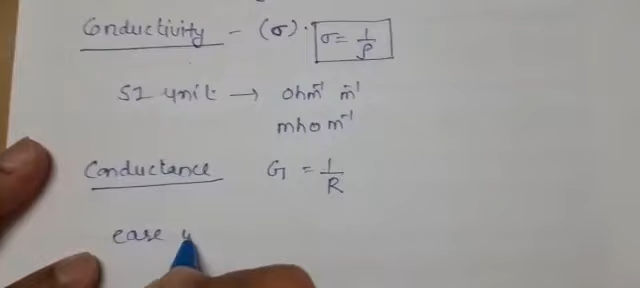 Conductivity - (σ). σ = 1/ρ
SI unit → ohm⁻¹ m⁻¹
mho m⁻¹
Conductance G = 1/R
ease